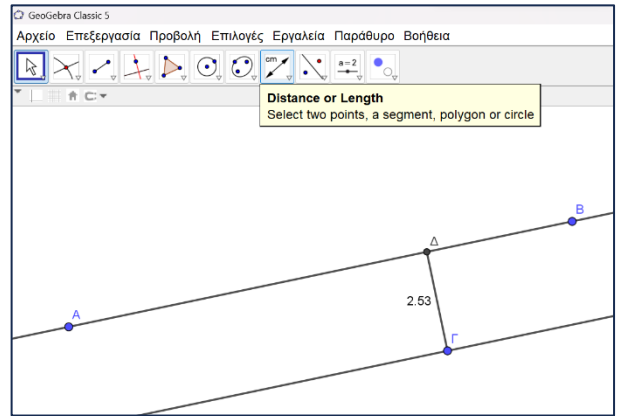 GeoGebra Classic 5
Αρχείο Επεξεργασία Προβολή Επιλογές Εργαλεία Παράθυρο Βοήθεια
cm
a=2
Distance or Length
Select two points, a segment, polygon or circle
Β
Δ
Α
2.53
Γ